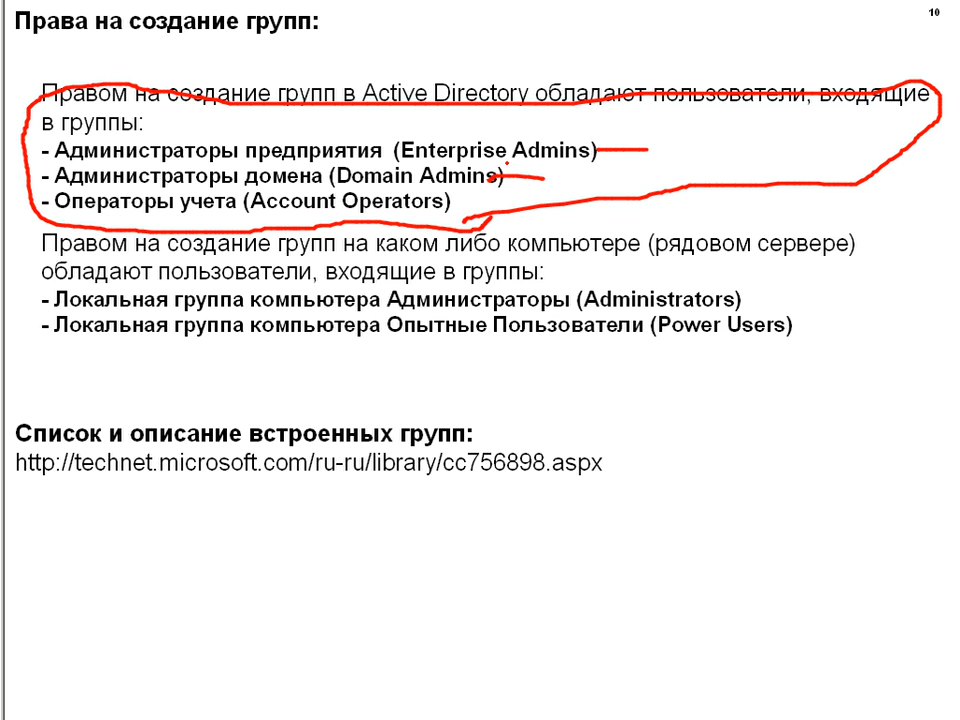 Права на создание групп:
10
Правом на создание групп в Active Directory обладают пользователи, входящие
в группы:
- Администраторы предприятия (Enterprise Admins)
- Администраторы домена (Domain Admins)
- Операторы учета (Account Operators)
Правом на создание групп на каком либо компьютере (рядовом сервере)
обладают пользователи, входящие в группы:
- Локальная группа компьютера Администраторы (Administrators)
- Локальная группа компьютера Опытные Пользователи (Power Users)
Список и описание встроенных групп:
http://technet.microsoft.com/ru-ru/library/cc756898.aspx